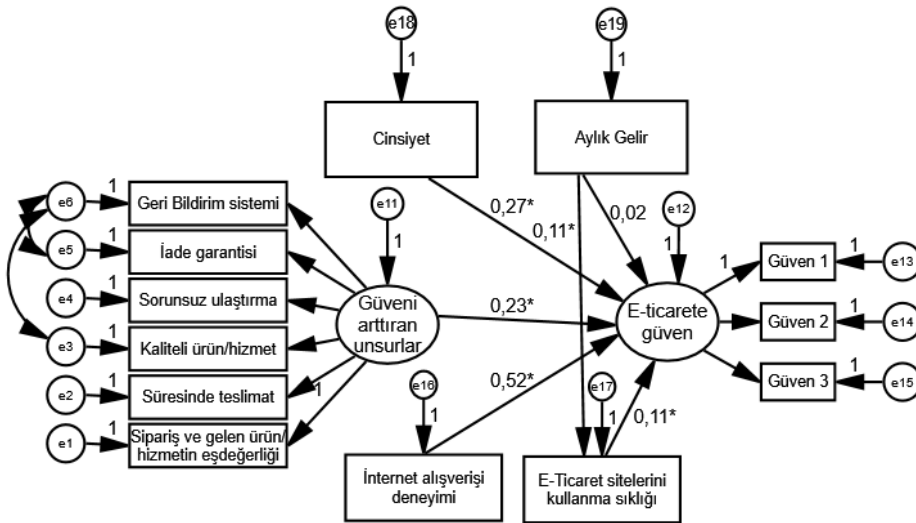 e18
e19
1
1
Cinsiyet
Aylık Gelir
e6
1
Geri Bildirim sistemi
e11
0,27*
0,11*
0,02
e12
e5
1
İade garantisi
1
1
1
Güven 1
1
e13
e4
1
Sorunsuz ulaştırma
Güveni
arttıran
unsurlar
0,23*
E-ticarete
güven
Güven 2
1
e14
e3
1
Kaliteli ürün/hizmet
e2
1
Süresinde teslimat
1
e16
0,52*
e17
Güven 3
1
e15
e1
1
Sipariş ve gelen ürün/
hizmetin eşdeğerliği
1
1
0,11*
İnternet alışverişi
deneyimi
E-Ticaret sitelerini
kullanma sıklığı